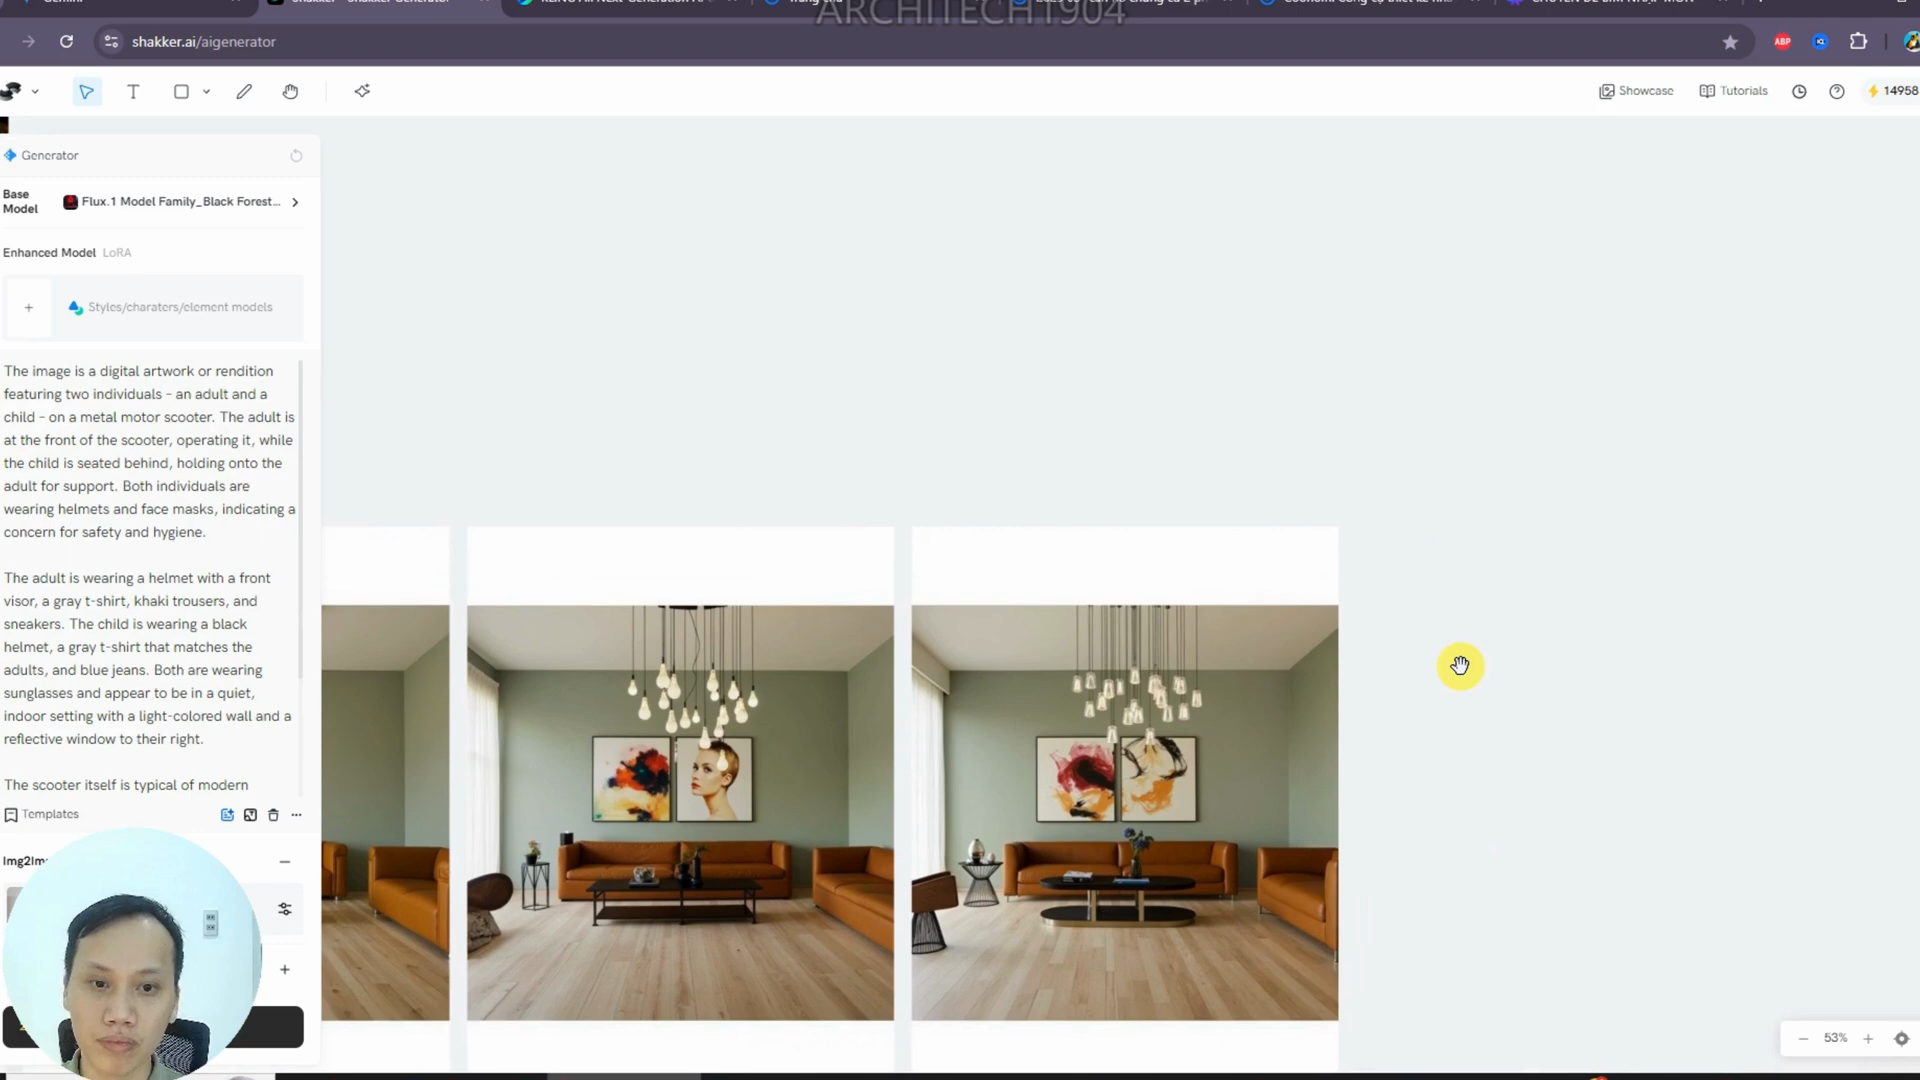 ARCHITECH1904
shakker.ai/aigenerator
ABP
Showcase
Tutorials
14958
Generator
Base
Model
Flux.1 Model Family_Black Forest...
Enhanced Model LoRA
+ Styles/charaters/element models
The image is a digital artwork or rendition
featuring two individuals - an adult and a
child - on a metal motor scooter. The adult is
at the front of the scooter, operating it, while
the child is seated behind, holding onto the
adult for support. Both individuals are
wearing helmets and face masks, indicating a
concern for safety and hygiene.
The adult is wearing a helmet with a front
visor, a gray t-shirt, khaki trousers, and
sneakers. The child is wearing a black
helmet, a gray t-shirt that matches the
adults, and blue jeans. Both are wearing
sunglasses and appear to be in a quiet,
indoor setting with a light-colored wall and a
reflective window to their right.
The scooter itself is typical of modern
Templates
53%